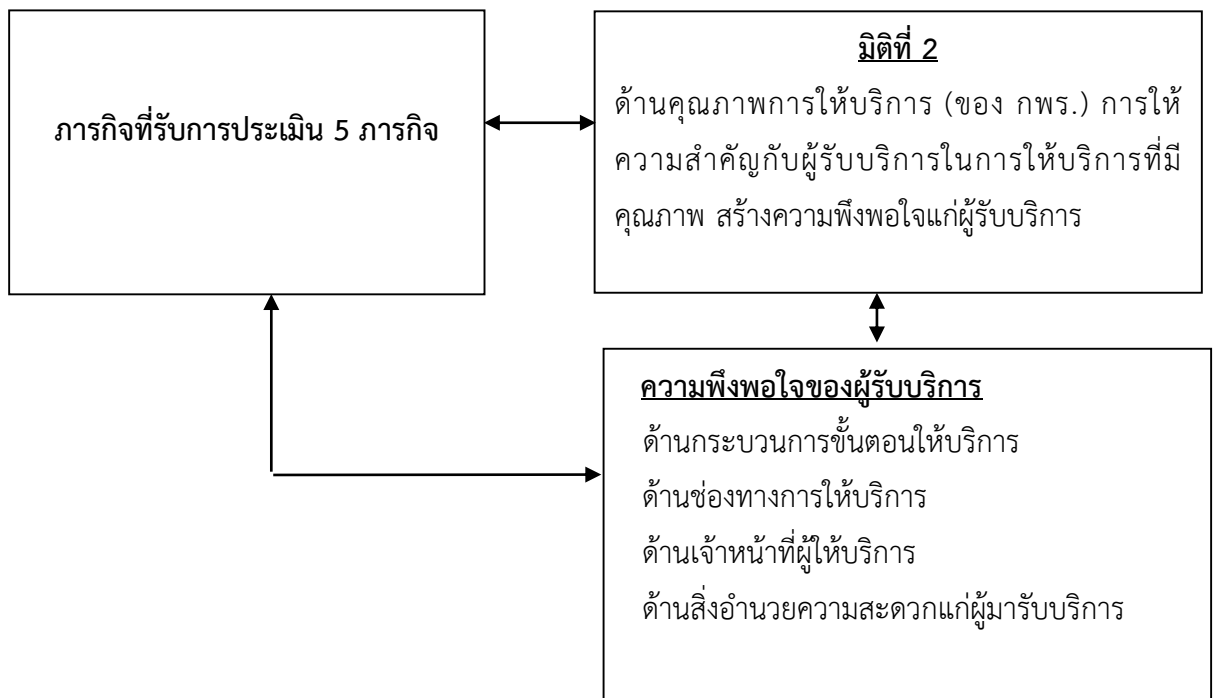 ภารกิจที่รับการประเมิน 5 ภารกิจ
มิติที่ 2
ด้านคุณภาพการให้บริการ (ของ กพร.) การให้
ความสำคัญกับผู้รับบริการในการให้บริการที่มี
คุณภาพ สร้างความพึงพอใจแก่ผู้รับบริการ
ความพึงพอใจของผู้รับบริการ
ด้านกระบวนการขั้นตอนให้บริการ
ด้านช่องทางการให้บริการ
ด้านเจ้าหน้าที่ผู้ให้บริการ
ด้านสิ่งอำนวยความสะดวกแก่ผู้มารับบริการ